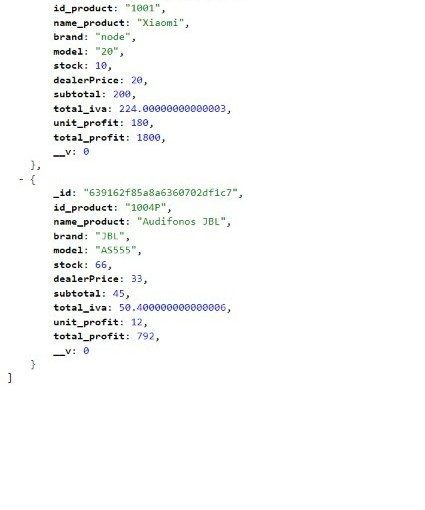 id_product: "1001",
name_product: "Xiaomi",
brand: "node",
model: "20",
stock: 10,
dealerPrice: 20,
subtotal: 200,
total_iva: 224.00000000000003,
unit_profit: 180,
total_profit: 1800,
__v: 0
},
- {
_id: "639162f85a8a6360702df1c7",
id_product: "1004P",
name_product: "Audifonos JBL",
brand: "JBL",
model: "AS555",
stock: 66,
dealerPrice: 33,
subtotal: 45,
total_iva: 50.400000000000006,
unit_profit: 12,
total_profit: 792,
__v: 0
}
]